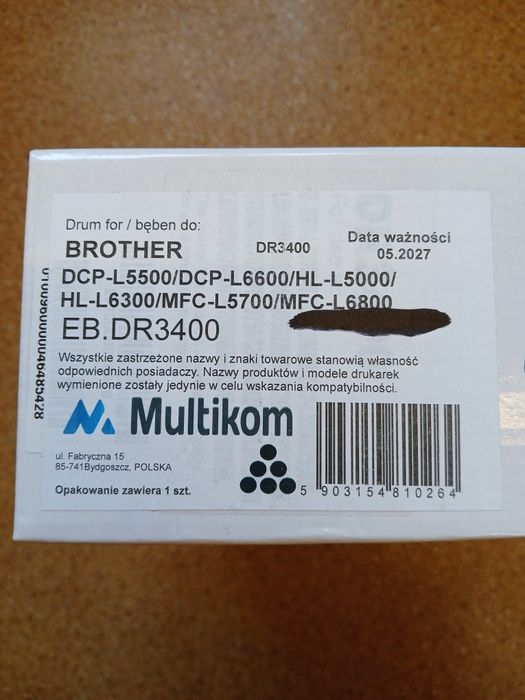 Drum for / bęben do:
BROTHER DR3400 Data ważności
05.2027
DCP-L5500/DCP-L6600/HL-L5000/
HL-L6300/MFC-L5700/MFC-L6800
EB.DR3400
Wszystkie zastrzeżone nazwy i znaki towarowe stanowią własność
odpowiednich posiadaczy. Nazwy produktów i modele drukarek
wymienione zostały jedynie w celu wskazania kompatybilności.
Multikom
ul. Fabryczna 15
85-741Bydgoszcz, POLSKA
Opakowanie zawiera 1 szt.
5 903154 810264